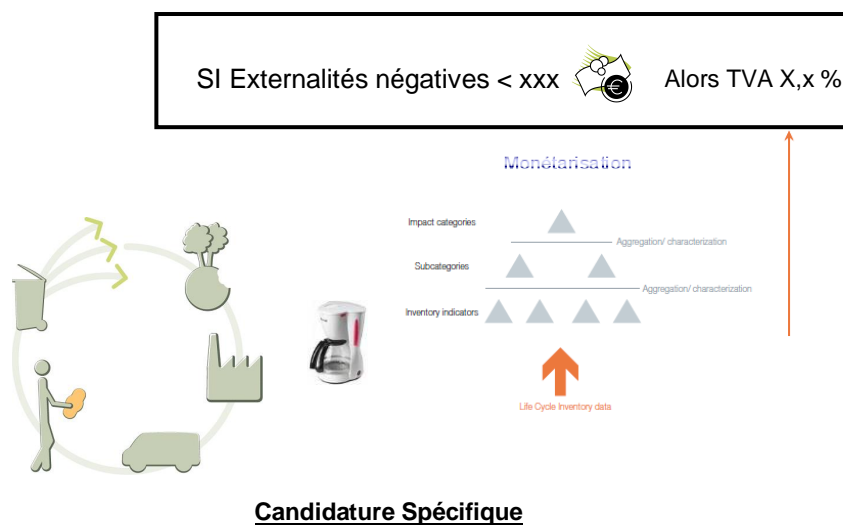 SI Externalités négatives < xxx € Alors TVA X,x %
Monétarisation
Impact categories
Aggregation/ characterization
Subcategories
Aggregation/ characterization
Inventory indicators
Life Cycle Inventory data
Candidature Spécifique